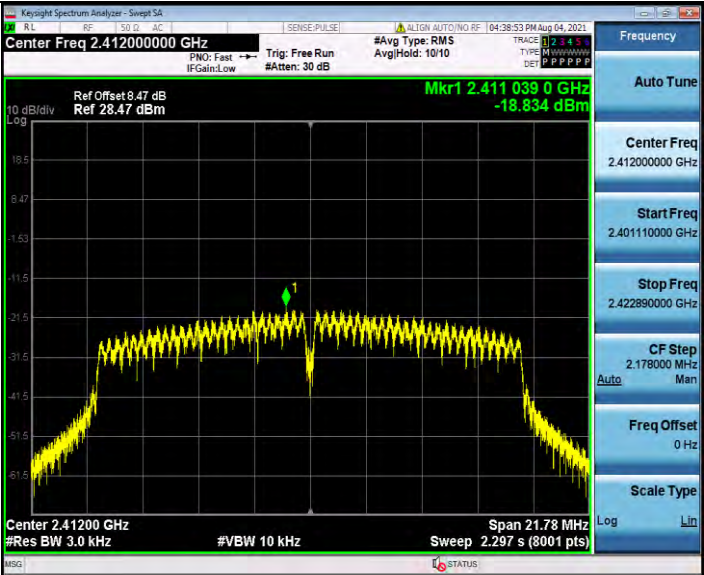 Keysight Spectrum Analyzer - Swept SA
RL RF 50 Ω AC SENSE:PULSE ALIGN AUTO/NO RF 04:38:53 PM Aug 04, 2021
Center Freq 2.412000000 GHz
PNO: Fast
IFGain:Low
Trig: Free Run
#Atten: 30 dB
#Avg Type: RMS
Avg|Hold: 10/10
TRACE 1 2 3 4 5 6
TYPE MWWWWW
DET P P P P P P
Mkr1 2.411 039 0 GHz
-18.834 dBm
Ref Offset 8.47 dB
Ref 28.47 dBm
10 dB/div
Log
18.5
8.47
-1.53
-11.5
-21.5
-31.5
-41.5
-51.5
-61.5
1
Center 2.41200 GHz
Span 21.78 MHz
#Res BW 3.0 kHz
#VBW 10 kHz
Sweep 2.297 s (8001 pts)
MSG
STATUS
Frequency
Auto Tune
Center Freq
2.412000000 GHz
Start Freq
2.401110000 GHz
Stop Freq
2.422890000 GHz
CF Step
2.178000 MHz
Auto Man
Freq Offset
0 Hz
Scale Type
Log Lin